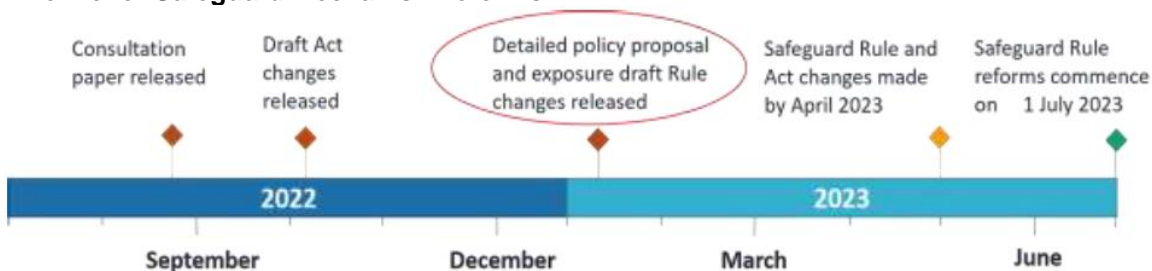 Consultation
paper released
Draft Act
changes
released
Detailed policy proposal
and exposure draft Rule
changes released
Safeguard Rule and
Act changes made
by April 2023
Safeguard Rule
reforms commence
on 1 July 2023
2022
2023
September
December
March
June